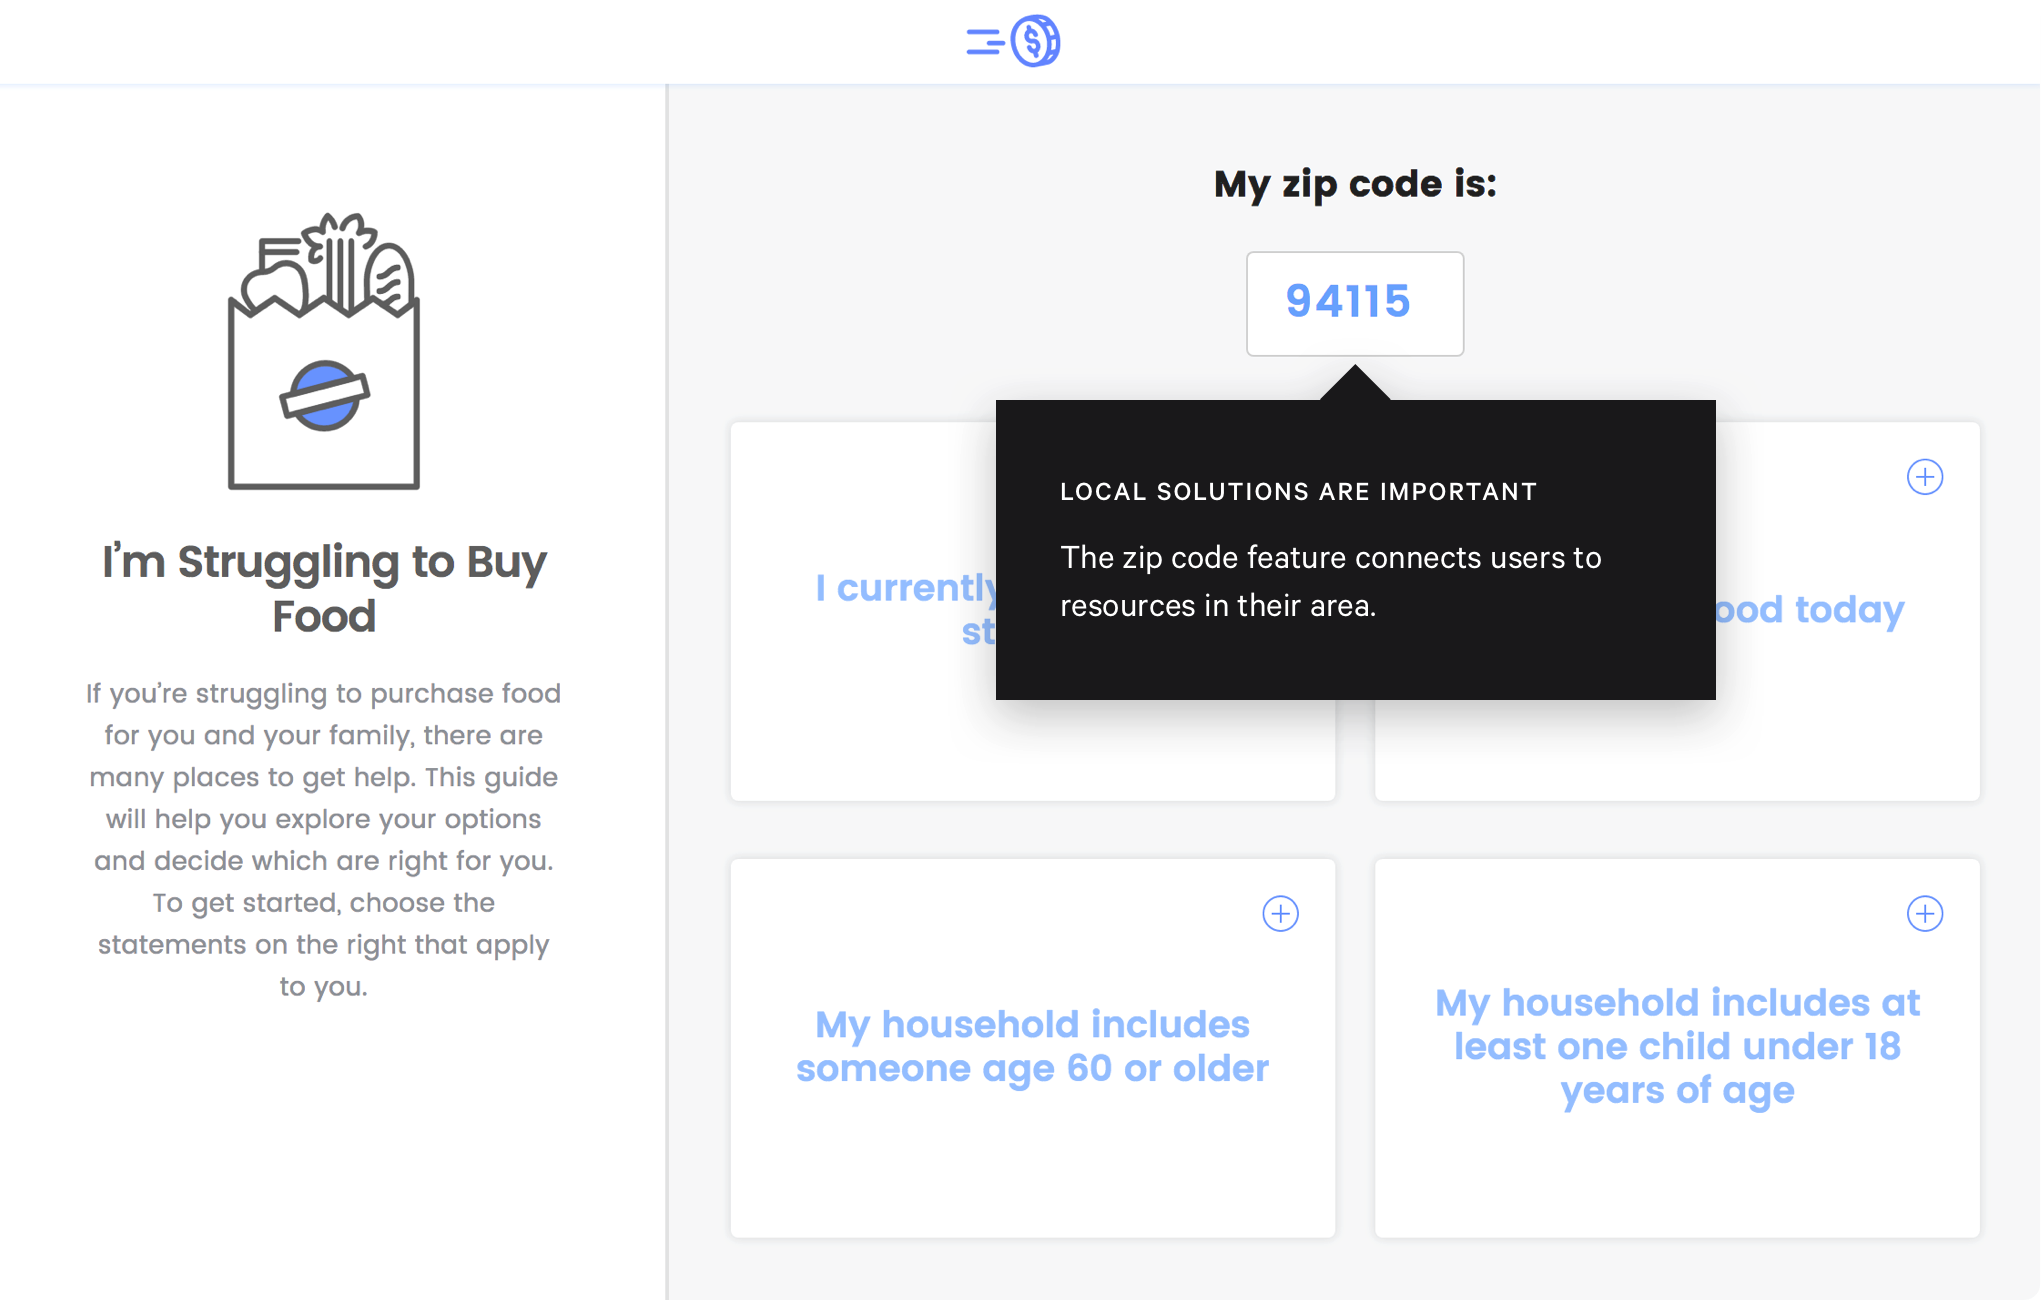 I'm Struggling to Buy
Food
If you're struggling to purchase food
for you and your family, there are
many places to get help. This guide
will help you explore your options
and decide which are right for you.
To get started, choose the
statements on the right that apply
to you.
My zip code is:
94115
LOCAL SOLUTIONS ARE IMPORTANT
The zip code feature connects users to
resources in their area.
I currently
today
My household includes
someone age 60 or older
My household includes at
least one child under 18
years of age